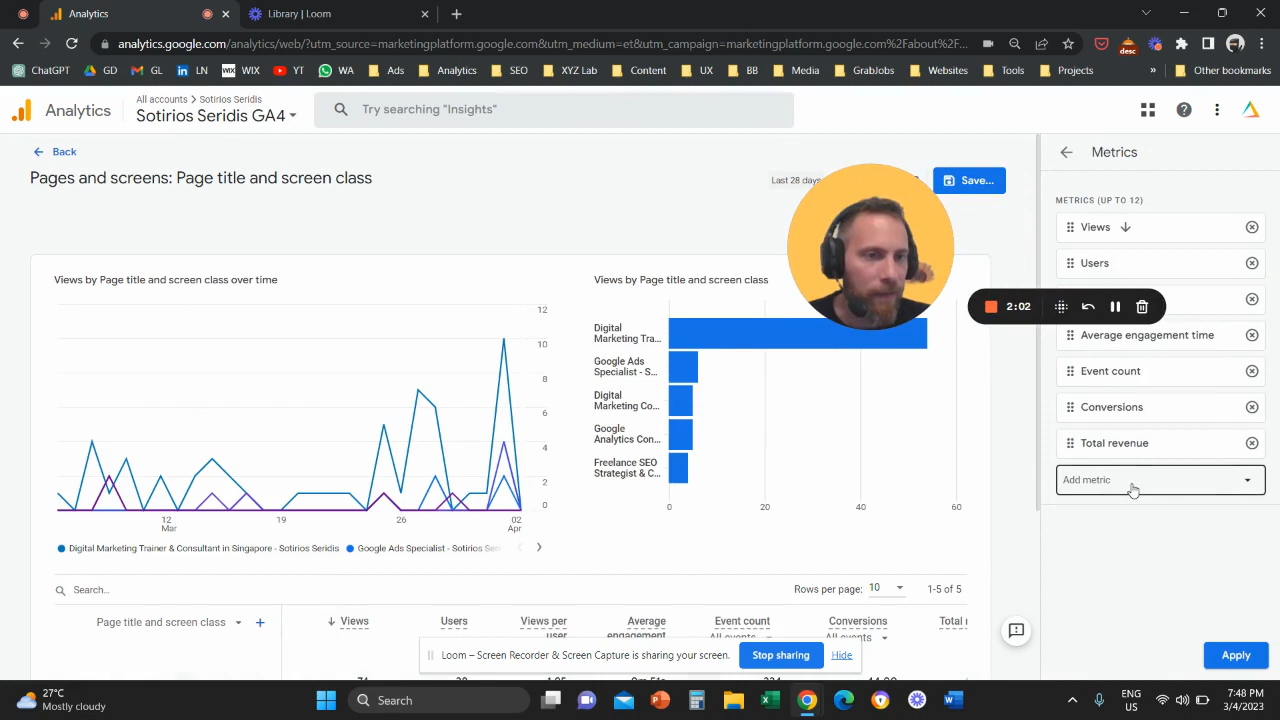 Analytics
Library | Loom
analytics.google.com/analytics/web/?utm_source=marketingplatform.google.com&utm_medium=et&utm_campaign=marketingplatform.google.com%2Fabout%2F...
desc
ChatGPT
GD
GL
LN
WIX
WIX
YT
WA
Ads
Analytics
SEO
XYZ Lab
Content
UX
BB
Media
GrabJobs
Websites
Tools
Projects
»
Other bookmarks
Analytics
All accounts > Sotirios Seridis
Sotirios Seridis GA4
Try searching "Insights"
Back
Pages and screens: Page title and screen class
Last 28 days
Save...
Metrics
METRICS (UP TO 12)
Views
Users
2:02
Average engagement time
Event count
Conversions
Total revenue
Add metric
Apply
Views by Page title and screen class over time
12
10
8
6
4
2
0
12
Mar
19
26
02
Apr
Digital Marketing Trainer & Consultant in Singapore - Sotirios Seridis
Google Ads Specialist - Sotirios Ser
Views by Page title and screen class
Digital
Marketing Tra...
Google Ads
Specialist - S...
Digital
Marketing Co...
Google
Analytics Con...
Freelance SEO
Strategist & C...
0
20
40
60
Search...
Rows per page:
10
1-5 of 5
Page title and screen class
Views
Users
Views per
user
Average
engagement
Event count
All events
Conversions
All events
Total
Loom – Screen Recorder & Screen Capture is sharing your screen.
Stop sharing
Hide
27°C
Mostly cloudy
Search
ENG
US
7:48 PM
3/4/2023